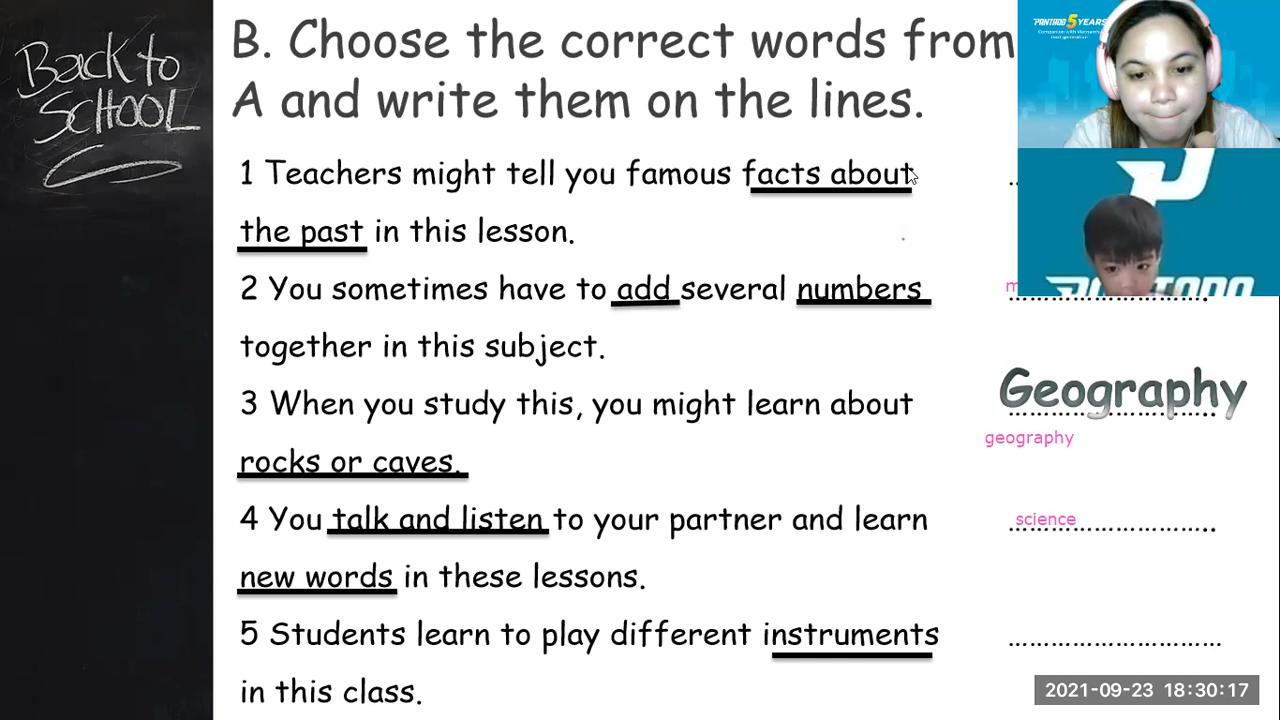 Back to
SCHOOL
B. Choose the correct words from
A and write them on the lines.
PANTADO 5 YEARS
1 Teachers might tell you famous facts about
the past in this lesson.
2 You sometimes have to add several numbers
together in this subject.
3 When you study this, you might learn about
Geography
geography
rocks or caves.
4 You talk and listen to your partner and learn
science
new words in these lessons.
5 Students learn to play different instruments
in this class.
2021-09-23 18:30:17